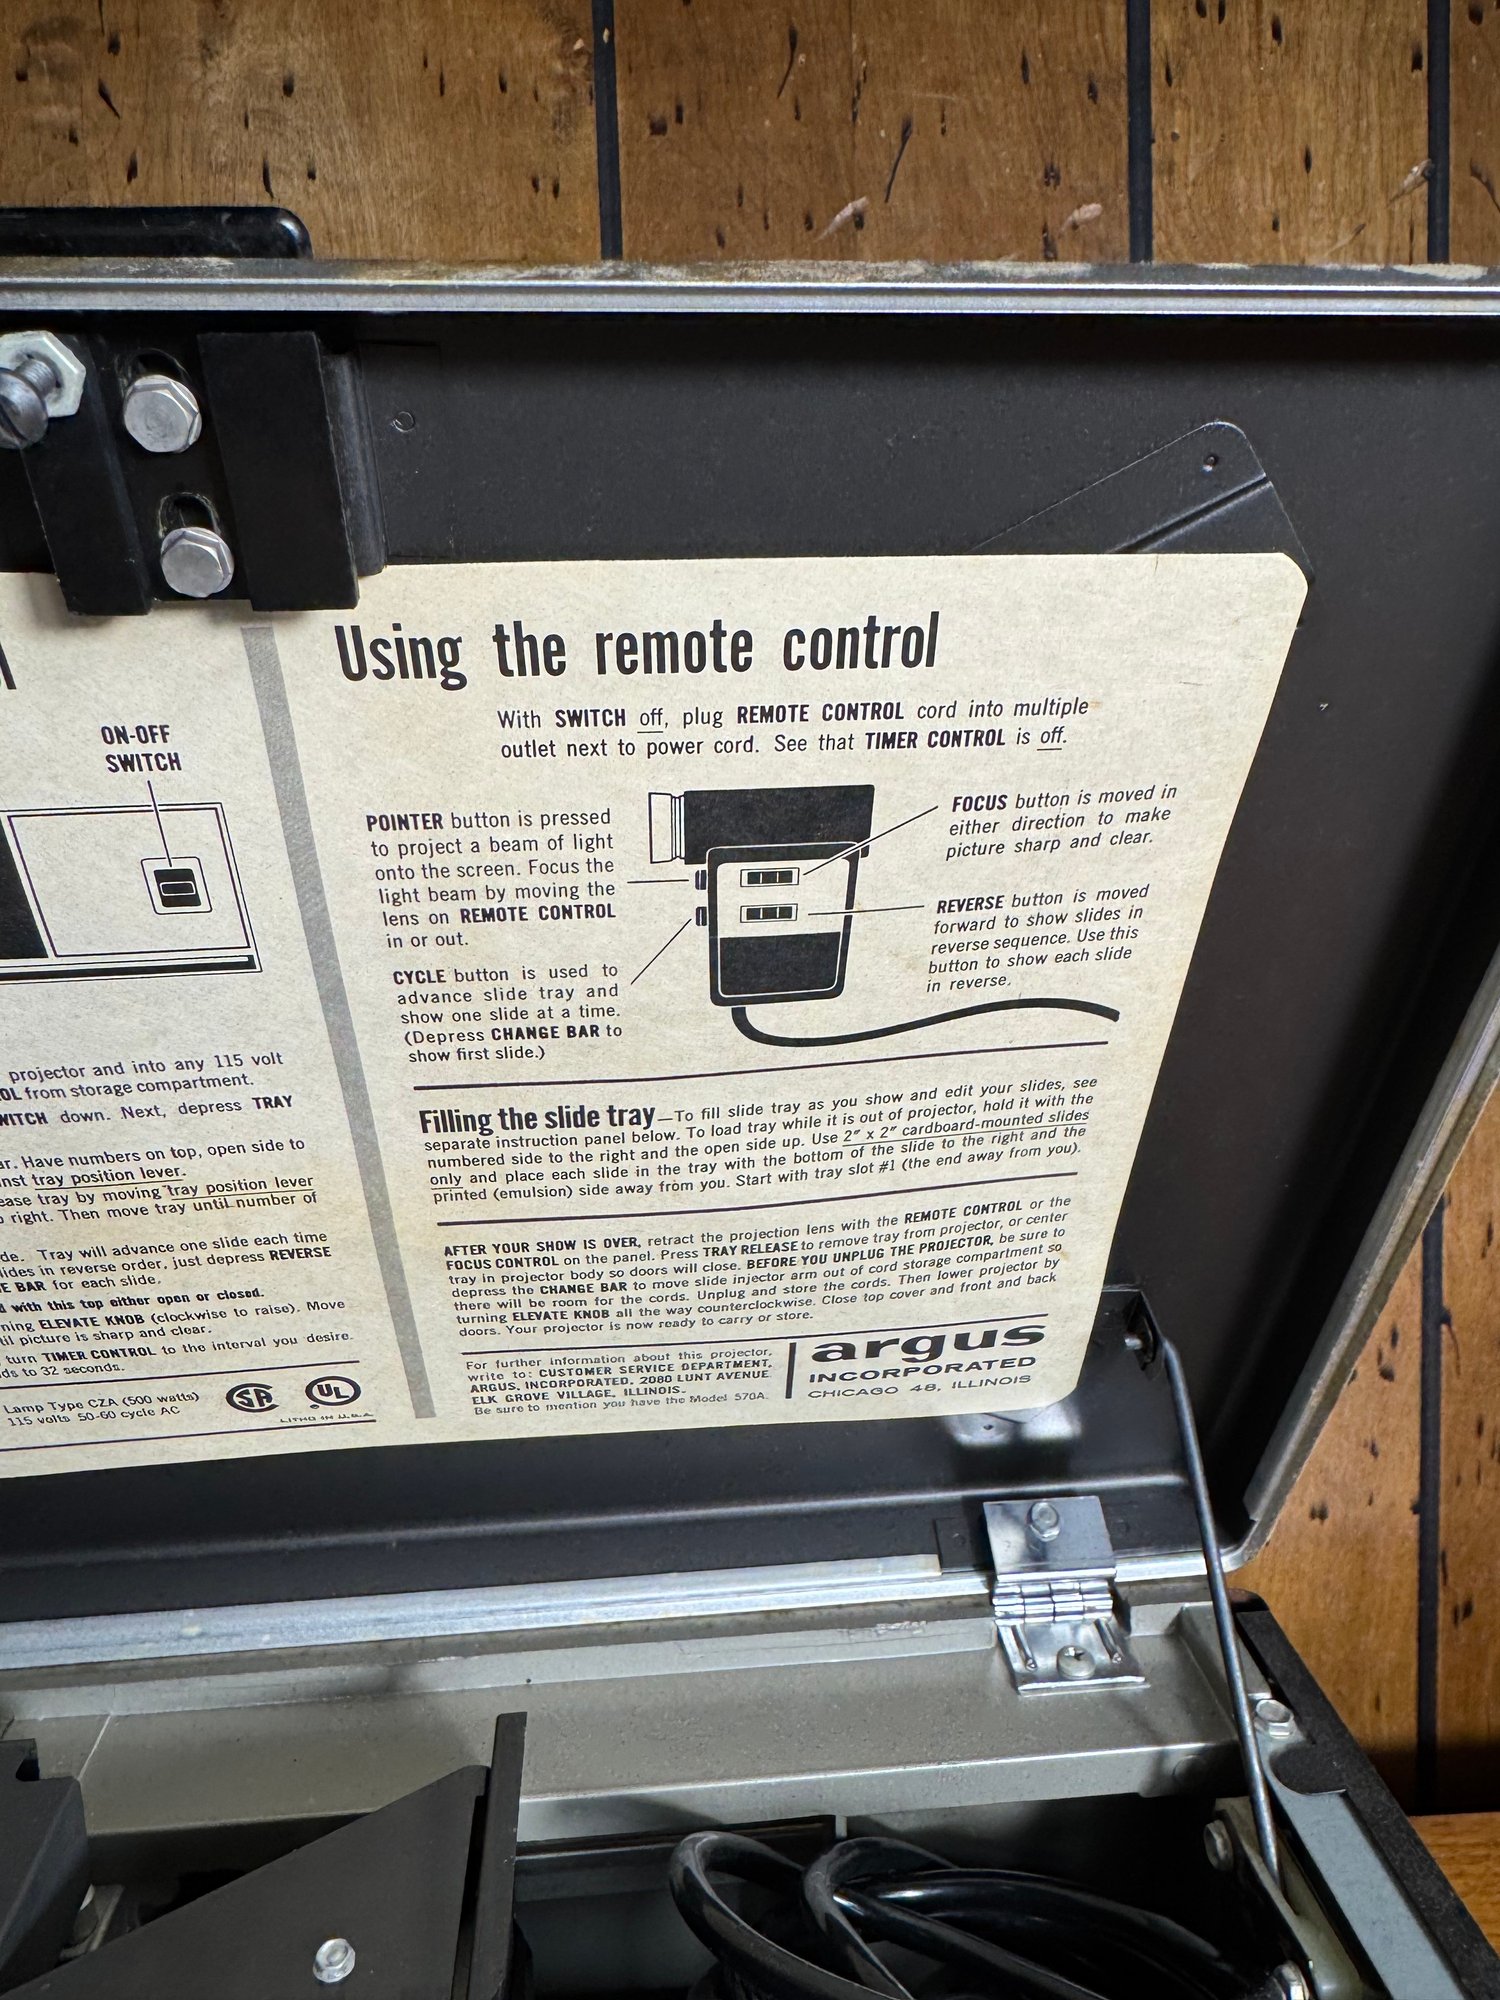 ON-OFF
SWITCH
projector and into any 115 volt
from storage compartment.
down. Next, depress TRAY
Have numbers on top, open side to
tray position lever.
tray by moving tray position lever
right. Then move tray until number of
Tray will advance one slide each time
in reverse order, just depress REVERSE
BAR for each slide.
with this top either open or closed.
ELEVATE KNOB (clockwise to raise). Move
picture is sharp and clear.
turn TIMER CONTROL to the interval you desire.
to 32 seconds.
Lamp Type CZA (500 watts)
115 volts 50-60 cycle AC
SA
UL
LITHO IN U.S.A.
Using the remote control
With SWITCH off, plug REMOTE CONTROL cord into multiple
outlet next to power cord. See that TIMER CONTROL is off.
POINTER button is pressed
to project a beam of light
onto the screen. Focus the
light beam by moving the
lens on REMOTE CONTROL
in or out.
CYCLE button is used to
advance slide tray and
show one slide at a time.
(Depress CHANGE BAR to
show first slide.)
FOCUS button is moved in
either direction to make
picture sharp and clear.
REVERSE button is moved
forward to show slides in
reverse sequence. Use this
button to show each slide
in reverse.
Filling the slide tray—To fill slide tray as you show and edit your slides, see
separate instruction panel below. To load tray while it is out of projector, hold it with the
numbered side to the right and the open side up. Use 2" x 2" cardboard-mounted slides
only and place each slide in the tray with the bottom of the slide to the right and the
printed (emulsion) side away from you. Start with tray slot #1 (the end away from you).
AFTER YOUR SHOW IS OVER, retract the projection lens with the REMOTE CONTROL or the
FOCUS CONTROL on the panel. Press TRAY RELEASE to remove tray from projector, or center
tray in projector body so doors will close. BEFORE YOU UNPLUG THE PROJECTOR, be sure to
depress the CHANGE BAR to move slide injector arm out of cord storage compartment so
there will be room for the cords. Unplug and store the cords. Then lower projector by
turning ELEVATE KNOB all the way counterclockwise. Close top cover and front and back
doors. Your projector is now ready to carry or store.
For further information about this projector,
write to: CUSTOMER SERVICE DEPARTMENT,
ARGUS, INCORPORATED, 2080 LUNT AVENUE
ELK GROVE VILLAGE, ILLINOIS.
Be sure to mention you have the Model 570A.
argus
INCORPORATED
CHICAGO 48, ILLINOIS